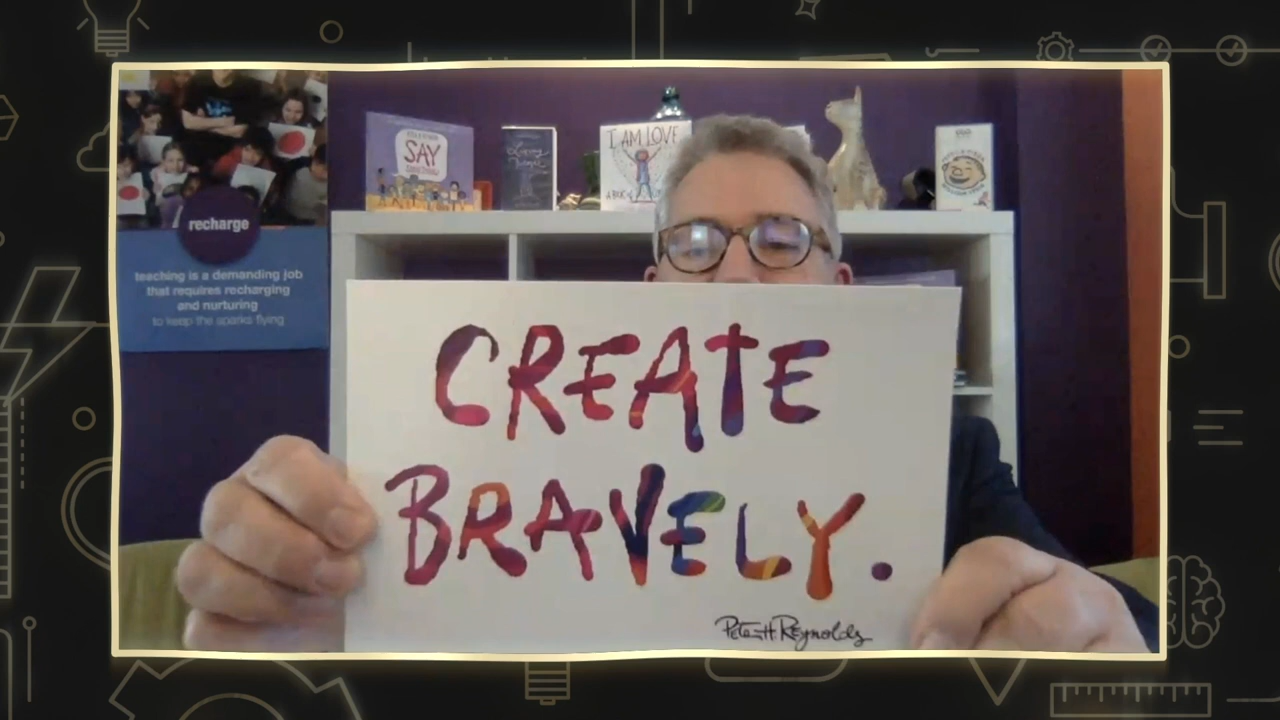 SAY
I AM LOVE
recharge
teaching is a demanding job
that requires recharging
and nurturing
to keep the sparks flying
CREATE
BRAVELY.
Peter H. Reynolds